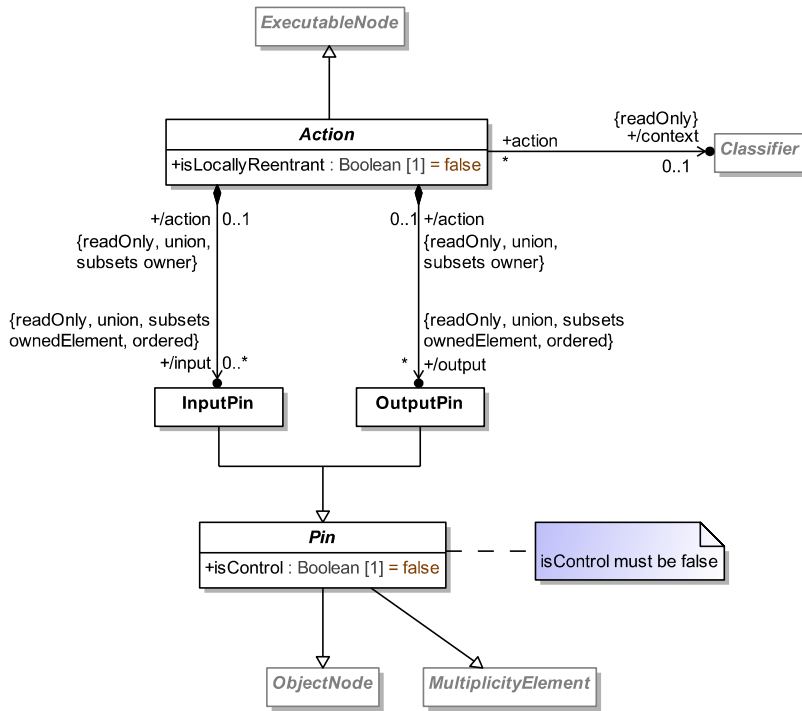 ExecutableNode
Action
+isLocallyReentrant : Boolean [1] = false
+action
*
{readOnly}
+/context
0..1
Classifier
+/action
0..1
{readOnly, union,
subsets owner}
0..1
+/action
{readOnly, union,
subsets owner}
{readOnly, union, subsets
ownedElement, ordered}
+/input
0..*
{readOnly, union, subsets
ownedElement, ordered}
*
+/output
InputPin
OutputPin
Pin
+isControl : Boolean [1] = false
isControl must be false
ObjectNode
MultiplicityElement